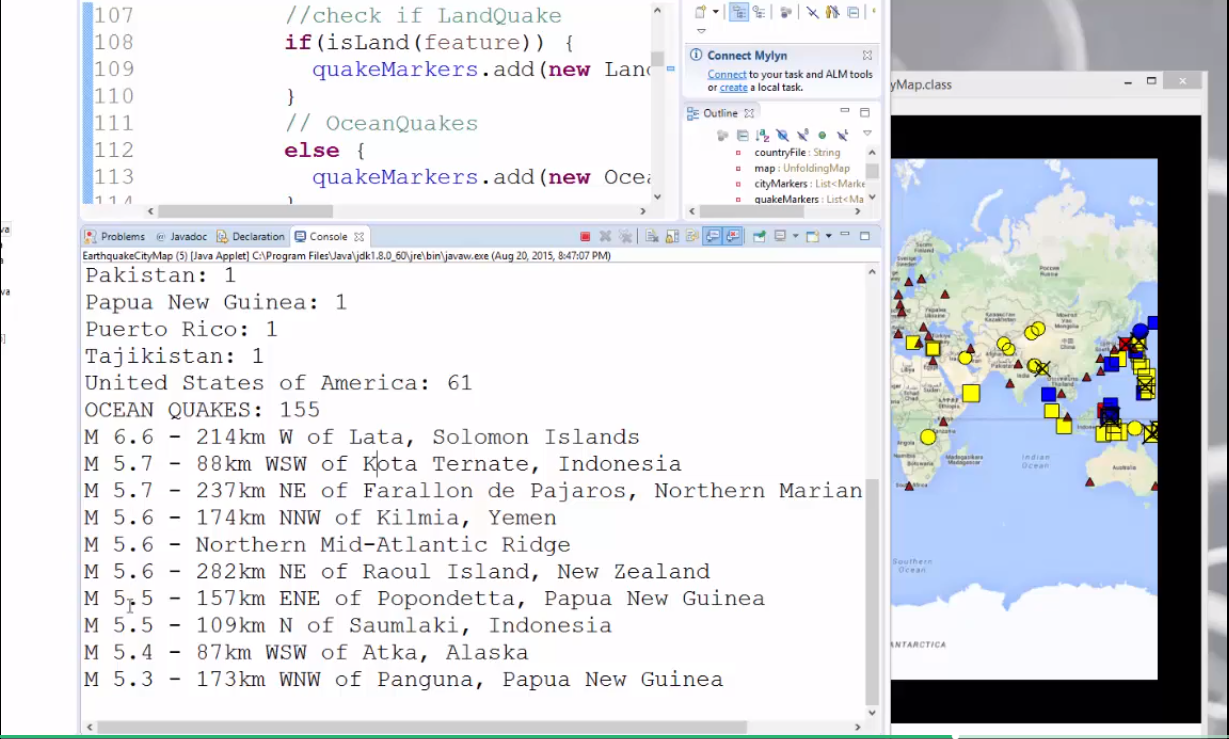 107 //check if LandQuake
108 if(isLand(feature)) {
109 quakeMarkers.add(new Land
110 }
111 // OceanQuakes
112 else {
113 quakeMarkers.add(new Ocea
114 }
Connect Mylyn
Connect to your task and ALM tools
or create a local task.
Outline
countryFile : String
map : UnfoldingMap
cityMarkers : List<Marke
quakeMarkers : List<Ma
yMap.class
Problems @ Javadoc Declaration Console
EarthquakeCityMap (5) [Java Applet] C:\Program Files\Java\jdk1.8.0_60\jre\bin\javaw.exe (Aug 20, 2015, 8:47:07 PM)
Pakistan: 1
Papua New Guinea: 1
Puerto Rico: 1
Tajikistan: 1
United States of America: 61
OCEAN QUAKES: 155
M 6.6 - 214km W of Lata, Solomon Islands
M 5.7 - 88km WSW of Kota Ternate, Indonesia
M 5.7 - 237km NE of Farallon de Pajaros, Northern Marian
M 5.6 - 174km NNW of Kilmia, Yemen
M 5.6 - Northern Mid-Atlantic Ridge
M 5.6 - 282km NE of Raoul Island, New Zealand
M 5.5 - 157km ENE of Popondetta, Papua New Guinea
M 5.5 - 109km N of Saumlaki, Indonesia
M 5.4 - 87km WSW of Atka, Alaska
M 5.3 - 173km WNW of Panguna, Papua New Guinea
Indian
Ocean
Australia
Southern
Ocean
ANTARCTICA